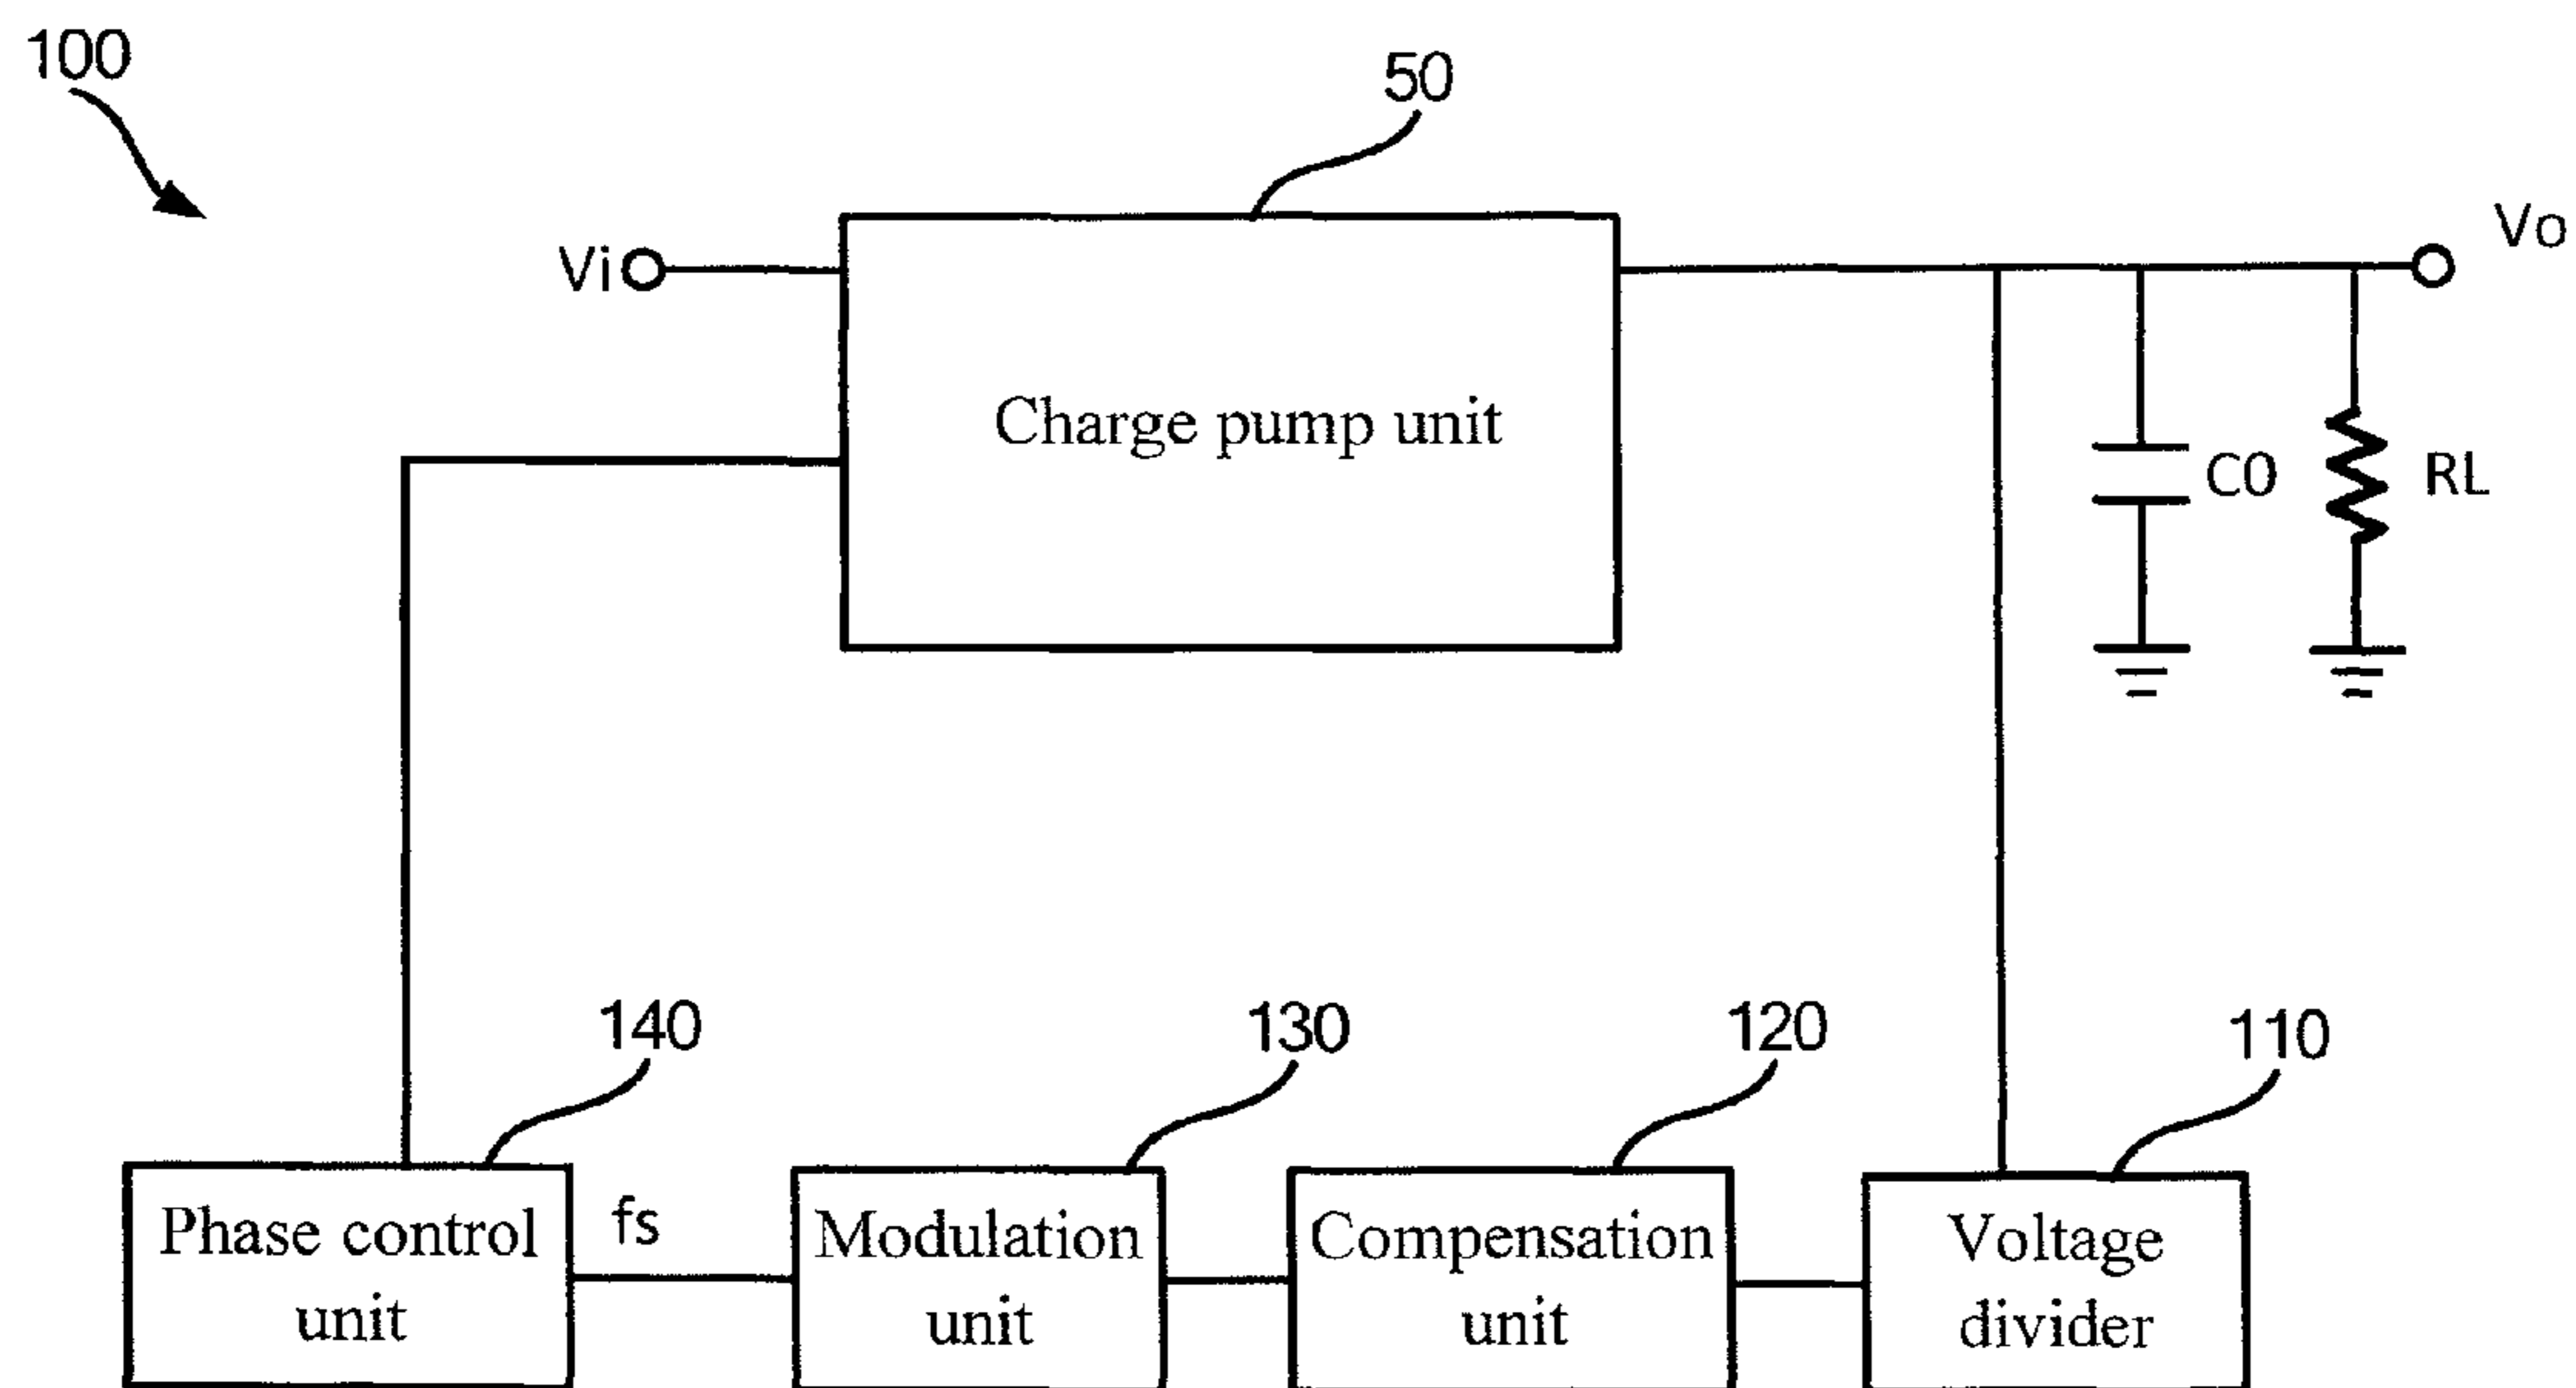 100
50
Vi
Vo
Charge pump unit
C0
RL
140
130
120
110
Phase control
unit
fs
Modulation
unit
Compensation
unit
Voltage
divider